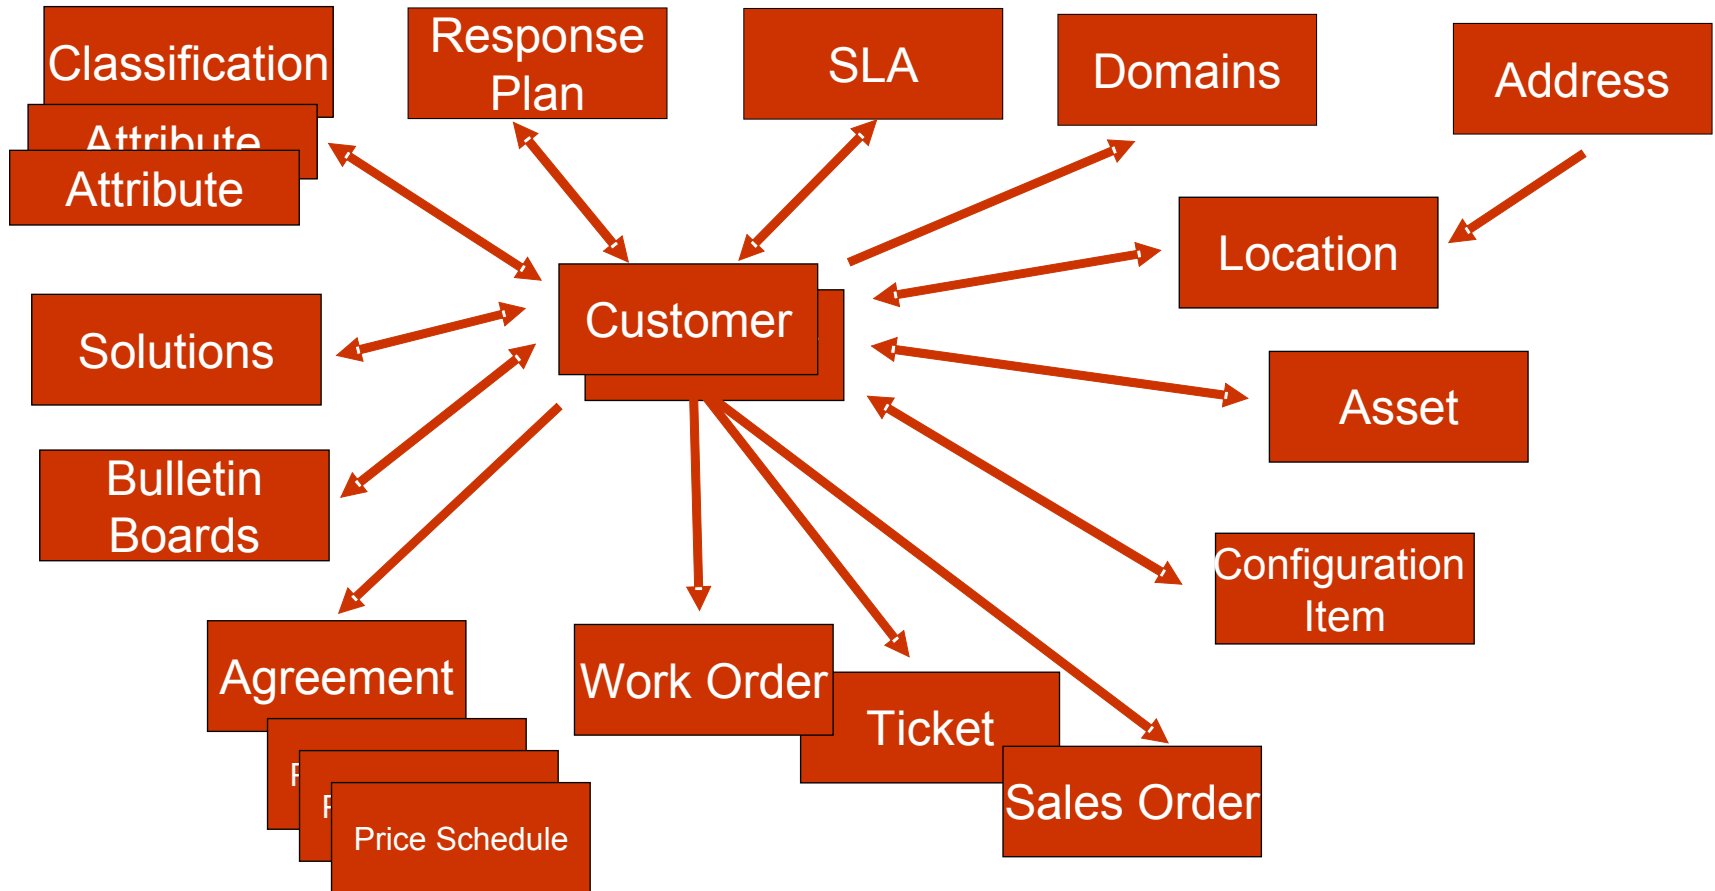 Classification
Attribute
Attribute
Response
Plan
SLA
Domains
Address
Location
Customer
Solutions
Asset
Bulletin
Boards
Configuration
Item
Agreement
Work Order
Ticket
Sales Order
Price Schedule